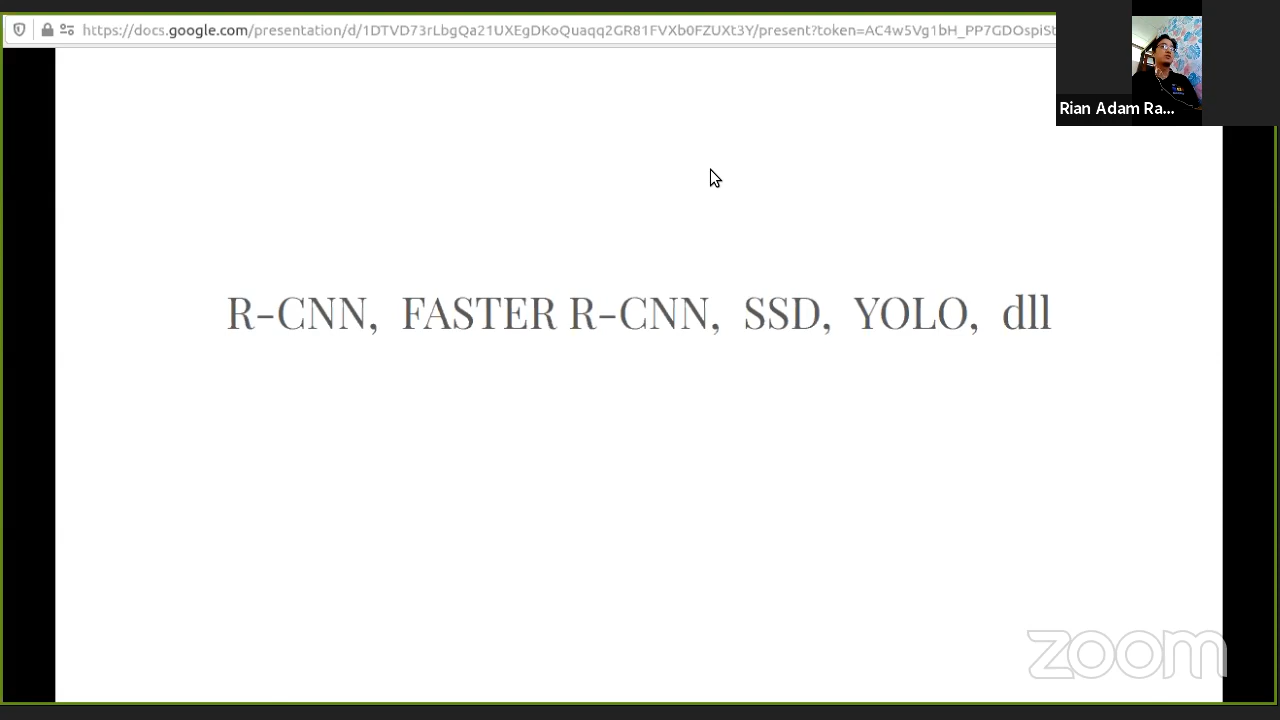 https://docs.google.com/presentation/d/1DTVD73rLbgQa21UXEgDKoQuaqq2GR81FVXb0FZUXt3Y/present?token=AC4w5Vg1bH_PP7GDOspiSt
Rian Adam Ra...
R-CNN, FASTER R-CNN, SSD, YOLO, dll
zoom